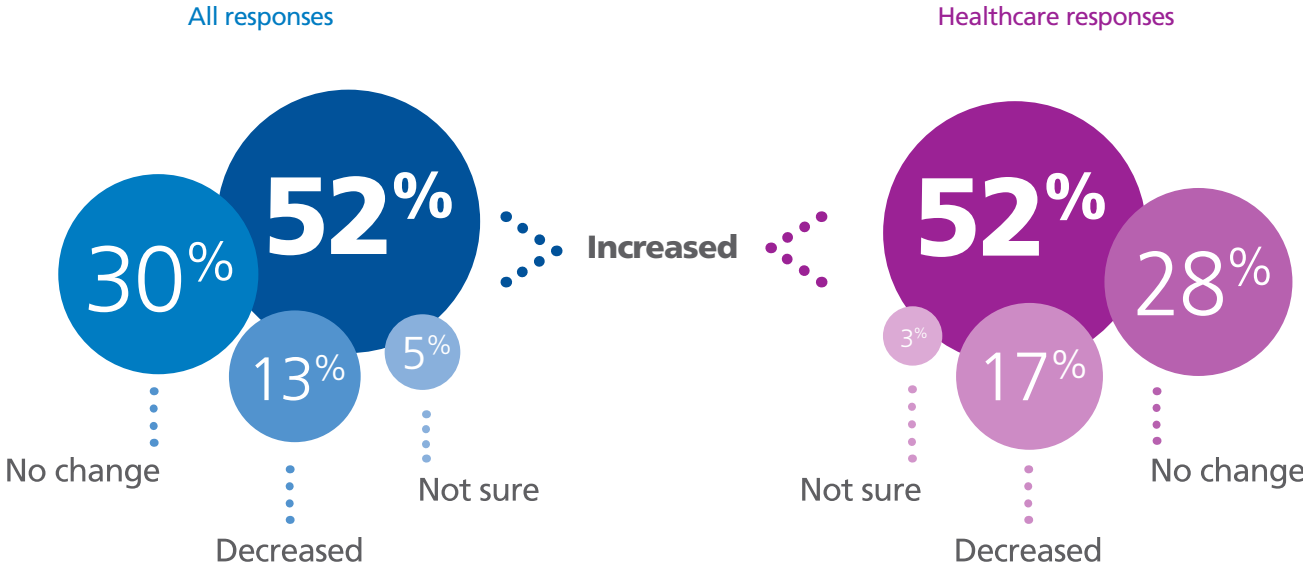 All responses
Healthcare responses
52%
30%
13%
5%
Increased
52%
28%
3%
17%
No change
Not sure
Decreased
Not sure
No change
Decreased